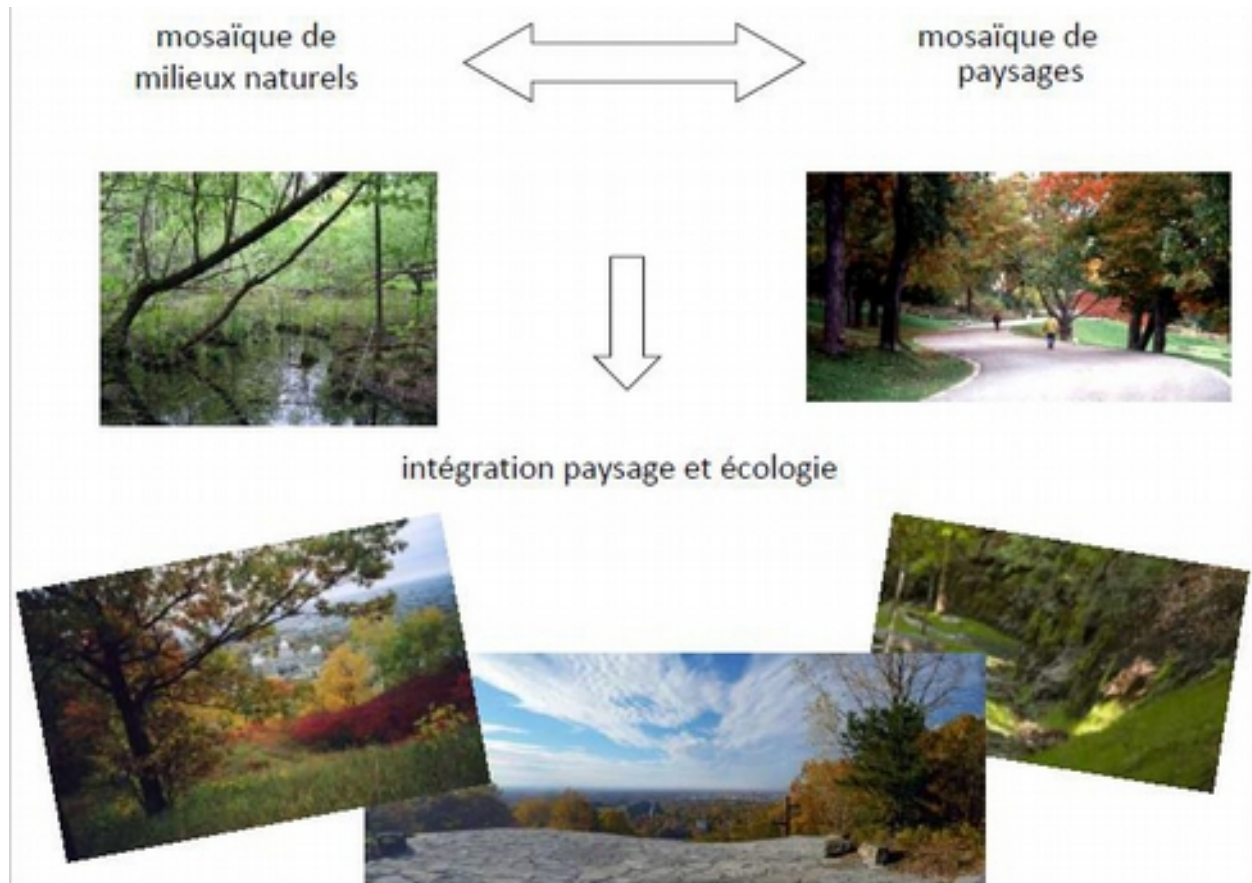 mosaïque de
milieux naturels
mosaïque de
paysages
intégration paysage et écologie